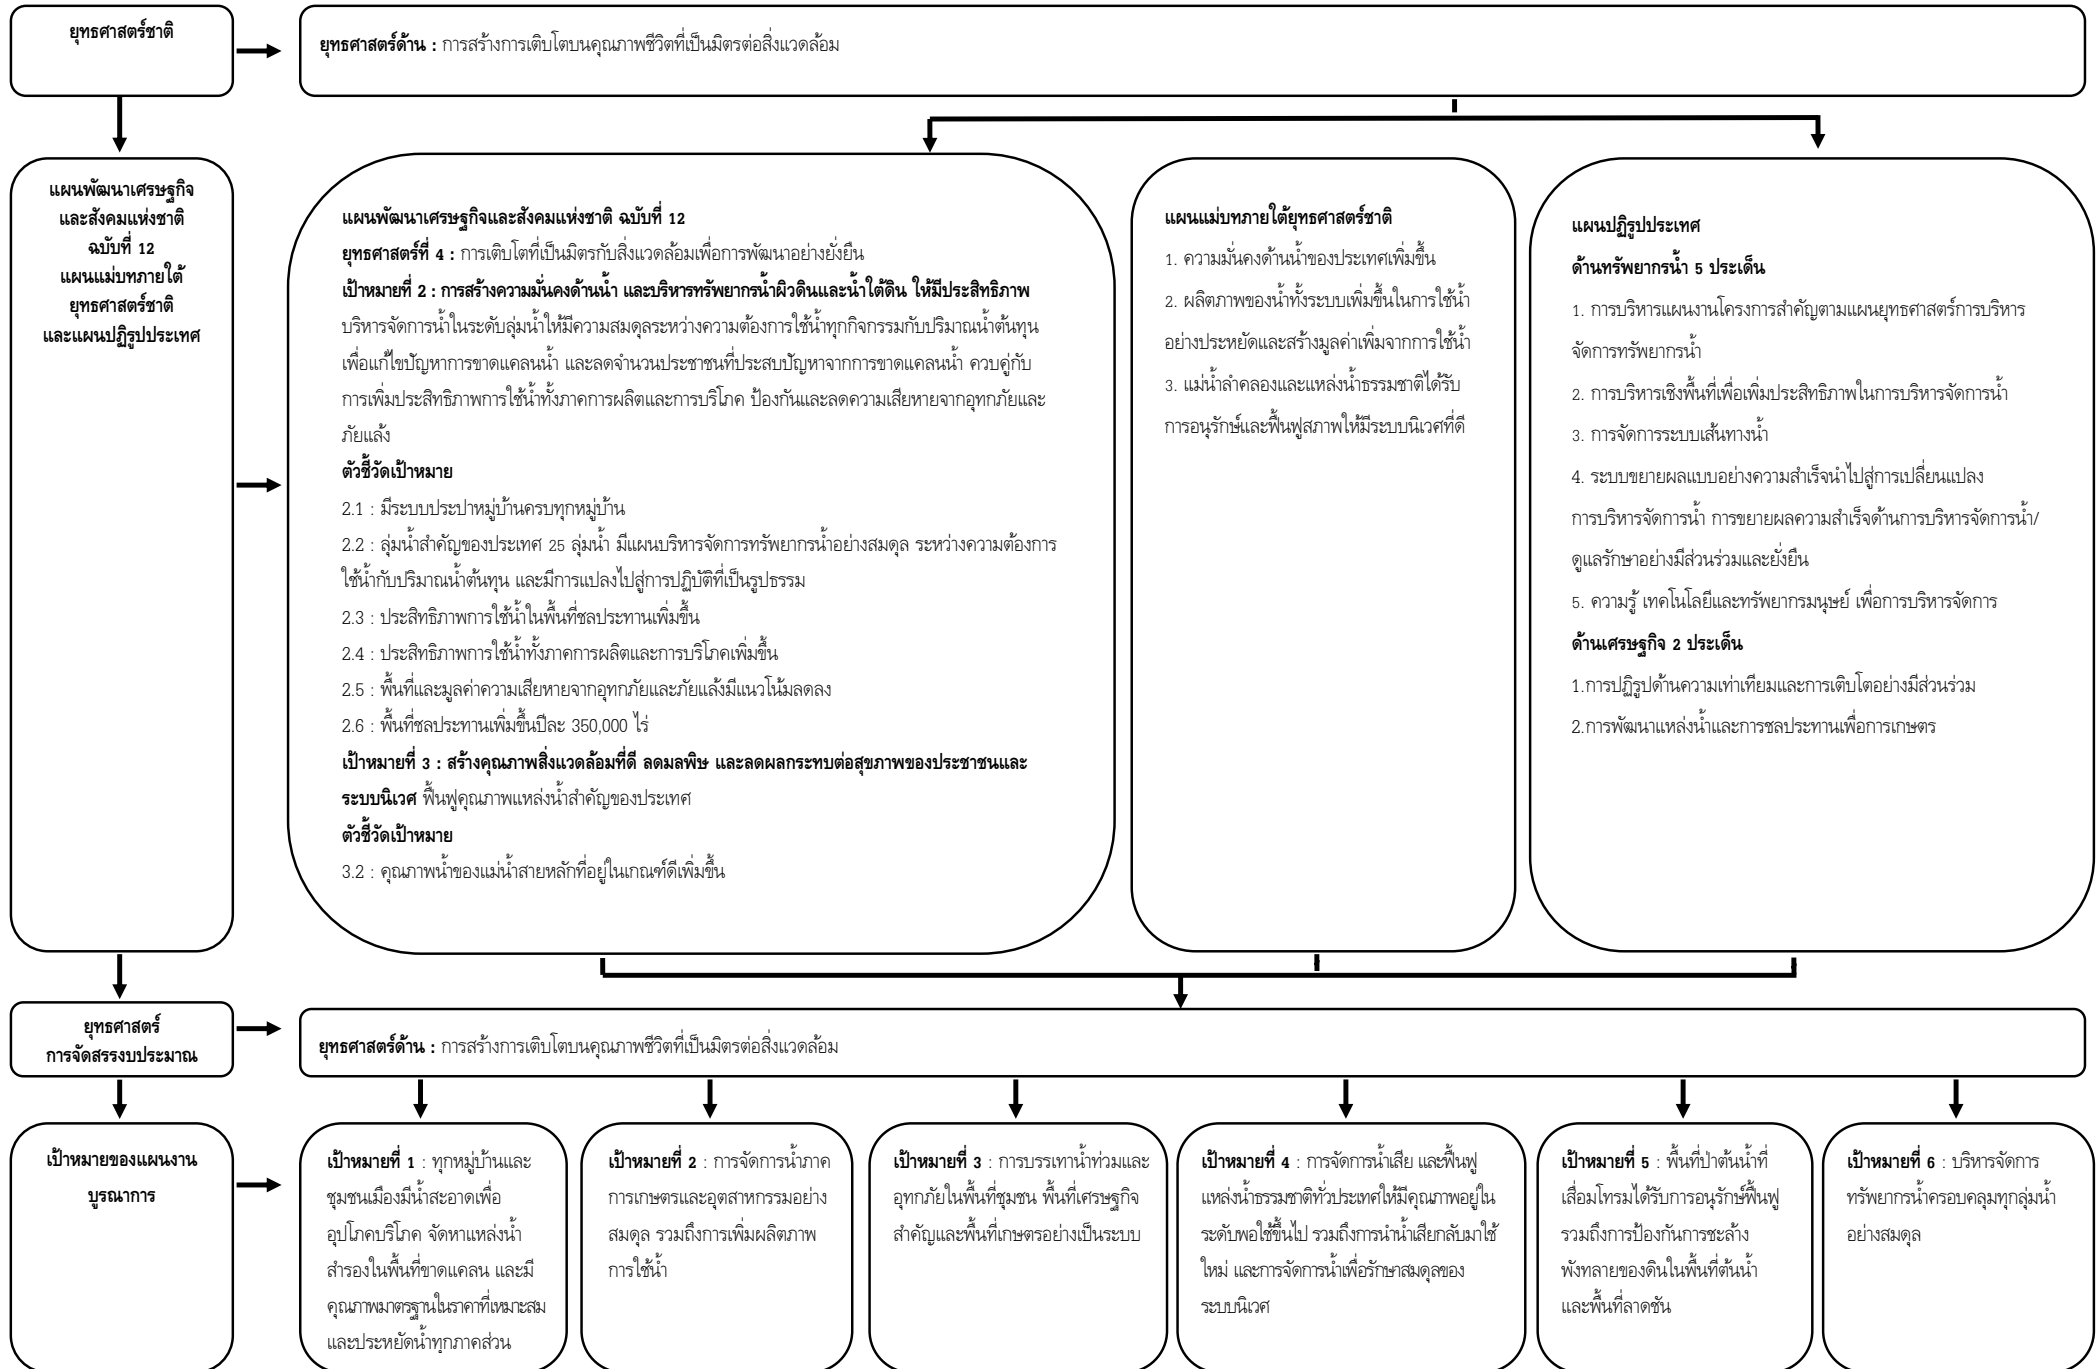 ยุทธศาสตร์ชาติ
ยุทธศาสตร์ด้าน : การสร้างการเติบโตบนคุณภาพชีวิตที่เป็นมิตรต่อสิ่งแวดล้อม
แผนพัฒนาเศรษฐกิจ
และสังคมแห่งชาติ
ฉบับที่ 12
แผนแม่บทภายใต้
ยุทธศาสตร์ชาติ
และแผนปฏิรูปประเทศ
แผนพัฒนาเศรษฐกิจและสังคมแห่งชาติ ฉบับที่ 12
ยุทธศาสตร์ที่ 4 : การเติบโตที่เป็นมิตรกับสิ่งแวดล้อมเพื่อการพัฒนาอย่างยั่งยืน
เป้าหมายที่ 2 : การสร้างความมั่นคงด้านน้ำ และบริหารทรัพยากรน้ำผิวดินและน้ำใต้ดิน ให้มีประสิทธิภาพ
บริหารจัดการน้ำในระดับลุ่มน้ำให้มีความสมดุลระหว่างความต้องการใช้น้ำทุกกิจกรรมกับปริมาณน้ำต้นทุน
เพื่อแก้ไขปัญหาการขาดแคลนน้ำ และลดจำนวนประชาชนที่ประสบปัญหาจากการขาดแคลนน้ำ ควบคู่กับ
การเพิ่มประสิทธิภาพการใช้น้ำทั้งภาคการผลิตและการบริโภค ป้องกันและลดความเสียหายจากอุทกภัยและ
ภัยแล้ง
ตัวชี้วัดเป้าหมาย
2.1 : มีระบบประปาหมู่บ้านครบทุกหมู่บ้าน
2.2 : ลุ่มน้ำสำคัญของประเทศ 25 ลุ่มน้ำ มีแผนบริหารจัดการทรัพยากรน้ำอย่างสมดุล ระหว่างความต้องการ
ใช้น้ำกับปริมาณน้ำต้นทุน และมีการแปลงไปสู่การปฏิบัติที่เป็นรูปธรรม
2.3 : ประสิทธิภาพการใช้น้ำในพื้นที่ชลประทานเพิ่มขึ้น
2.4 : ประสิทธิภาพการใช้น้ำทั้งภาคการผลิตและการบริโภคเพิ่มขึ้น
2.5 : พื้นที่และมูลค่าความเสียหายจากอุทกภัยและภัยแล้งมีแนวโน้มลดลง
2.6 : พื้นที่ชลประทานเพิ่มขึ้นปีละ 350,000 ไร่
เป้าหมายที่ 3 : สร้างคุณภาพสิ่งแวดล้อมที่ดี ลดมลพิษ และลดผลกระทบต่อสุขภาพของประชาชนและ
ระบบนิเวศ ฟื้นฟูคุณภาพแหล่งน้ำสำคัญของประเทศ
ตัวชี้วัดเป้าหมาย
3.2 : คุณภาพน้ำของแม่น้ำสายหลักที่อยู่ในเกณฑ์ดีเพิ่มขึ้น
แผนแม่บทภายใต้ยุทธศาสตร์ชาติ
1. ความมั่นคงด้านน้ำของประเทศเพิ่มขึ้น
2. ผลิตภาพของน้ำทั้งระบบเพิ่มขึ้นในการใช้น้ำ
อย่างประหยัดและสร้างมูลค่าเพิ่มจากการใช้น้ำ
3. แม่น้ำลำคลองและแหล่งน้ำธรรมชาติได้รับ
การอนุรักษ์และฟื้นฟูสภาพให้มีระบบนิเวศที่ดี
แผนปฏิรูปประเทศ
ด้านทรัพยากรน้ำ 5 ประเด็น
1. การบริหารแผนงานโครงการสำคัญตามแผนยุทธศาสตร์การบริหาร
จัดการทรัพยากรน้ำ
2. การบริหารเชิงพื้นที่เพื่อเพิ่มประสิทธิภาพในการบริหารจัดการน้ำ
3. การจัดการระบบเส้นทางน้ำ
4. ระบบขยายผลแบบอย่างความสำเร็จนำไปสู่การเปลี่ยนแปลง
การบริหารจัดการน้ำ การขยายผลความสำเร็จด้านการบริหารจัดการน้ำ/
ดูแลรักษาอย่างมีส่วนร่วมและยั่งยืน
5. ความรู้ เทคโนโลยีและทรัพยากรมนุษย์ เพื่อการบริหารจัดการ
ด้านเศรษฐกิจ 2 ประเด็น
1.การปฏิรูปด้านความเท่าเทียมและการเติบโตอย่างมีส่วนร่วม
2.การพัฒนาแหล่งน้ำและการชลประทานเพื่อการเกษตร
ยุทธศาสตร์
การจัดสรรงบประมาณ
ยุทธศาสตร์ด้าน : การสร้างการเติบโตบนคุณภาพชีวิตที่เป็นมิตรต่อสิ่งแวดล้อม
เป้าหมายของแผนงาน
บูรณาการ
เป้าหมายที่ 1 : ทุกหมู่บ้านและ
ชุมชนเมืองมีน้ำสะอาดเพื่อ
อุปโภคบริโภค จัดหาแหล่งน้ำ
สำรองในพื้นที่ขาดแคลน และมี
คุณภาพมาตรฐานในราคาที่เหมาะสม
และประหยัดน้ำทุกภาคส่วน
เป้าหมายที่ 2 : การจัดการน้ำภาค
การเกษตรและอุตสาหกรรมอย่าง
สมดุล รวมถึงการเพิ่มผลิตภาพ
การใช้น้ำ
เป้าหมายที่ 3 : การบรรเทาน้ำท่วมและ
อุทกภัยในพื้นที่ชุมชน พื้นที่เศรษฐกิจ
สำคัญและพื้นที่เกษตรอย่างเป็นระบบ
เป้าหมายที่ 4 : การจัดการน้ำเสีย และฟื้นฟู
แหล่งน้ำธรรมชาติทั่วประเทศให้มีคุณภาพอยู่ใน
ระดับพอใช้ขึ้นไป รวมถึงการนำน้ำเสียกลับมาใช้
ใหม่ และการจัดการน้ำเพื่อรักษาสมดุลของ
ระบบนิเวศ
เป้าหมายที่ 5 : พื้นที่ป่าต้นน้ำที่
เสื่อมโทรมได้รับการอนุรักษ์ฟื้นฟู
รวมถึงการป้องกันการชะล้าง
พังทลายของดินในพื้นที่ต้นน้ำ
และพื้นที่ลาดชัน
เป้าหมายที่ 6 : บริหารจัดการ
ทรัพยากรน้ำครอบคลุมทุกลุ่มน้ำ
อย่างสมดุล